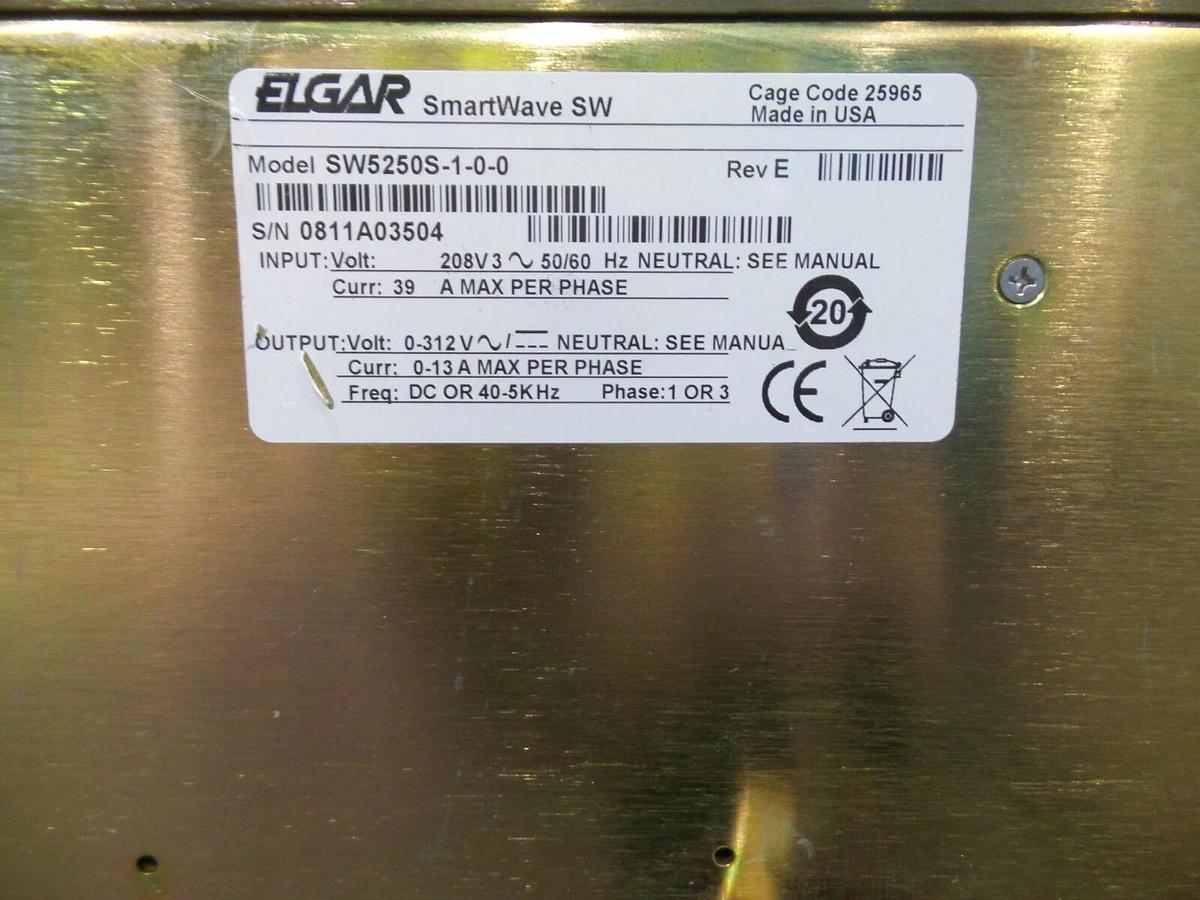 ELGAR SmartWave SW
Cage Code 25965
Made in USA
Model SW5250S-1-0-0
Rev E
S/N 0811A03504
INPUT: Volt: 208V 3 ∿ 50/60 Hz NEUTRAL: SEE MANUAL
Curr: 39 A MAX PER PHASE
20
OUTPUT: Volt: 0-312 V ∿ / ⎓ NEUTRAL: SEE MANUA
Curr: 0-13 A MAX PER PHASE
Freq: DC OR 40-5KHz Phase: 1 OR 3
CE